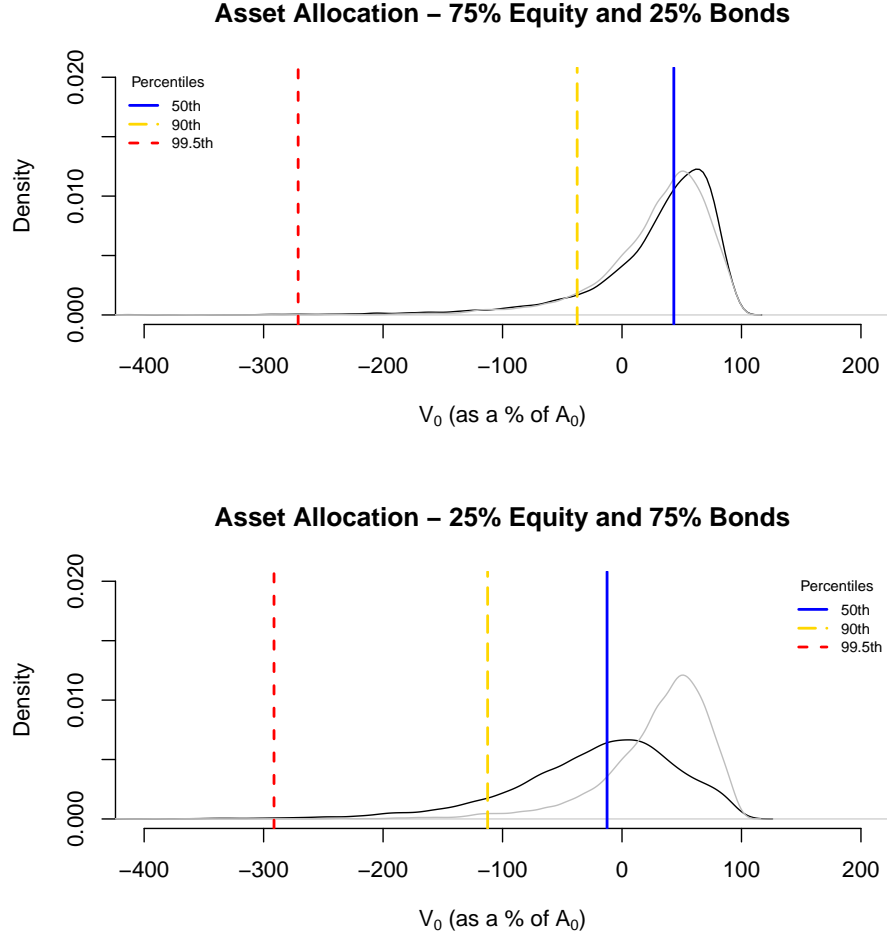 Asset Allocation − 75% Equity and 25% Bonds
Percentiles
50th
90th
99.5th
Density
0.000
0.010
0.020
−400 −300 −200 −100 0 100 200
V₀ (as a % of A₀)
Asset Allocation − 25% Equity and 75% Bonds
Percentiles
50th
90th
99.5th
Density
0.000
0.010
0.020
−400 −300 −200 −100 0 100 200
V₀ (as a % of A₀)